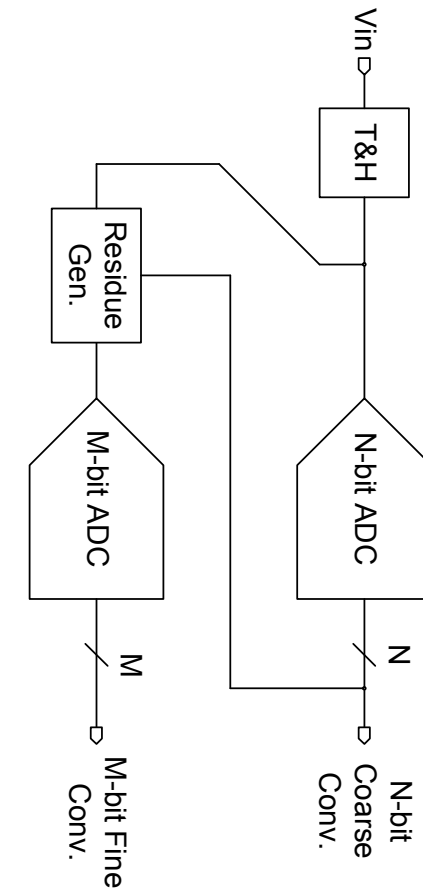 Vin
T&H
N-bit ADC
N
N-bit
Coarse
Conv.
Residue
Gen.
M-bit ADC
M
M-bit Fine
Conv.